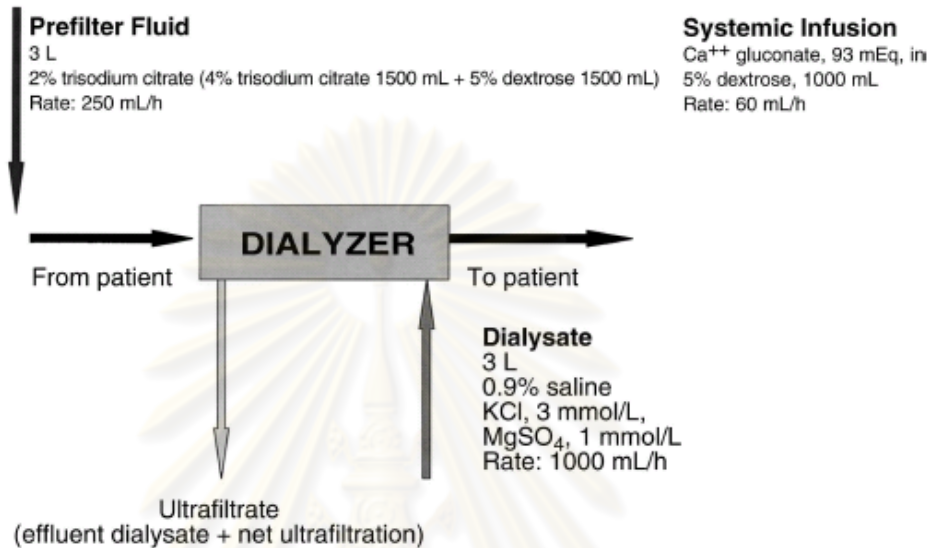 Prefilter Fluid
3 L
2% trisodium citrate (4% trisodium citrate 1500 mL + 5% dextrose 1500 mL)
Rate: 250 mL/h
Systemic Infusion
Ca++ gluconate, 93 mEq, in
5% dextrose, 1000 mL
Rate: 60 mL/h
DIALYZER
From patient
To patient
Dialysate
3 L
0.9% saline
KCl, 3 mmol/L,
MgSO4, 1 mmol/L
Rate: 1000 mL/h
Ultrafiltrate
(effluent dialysate + net ultrafiltration)